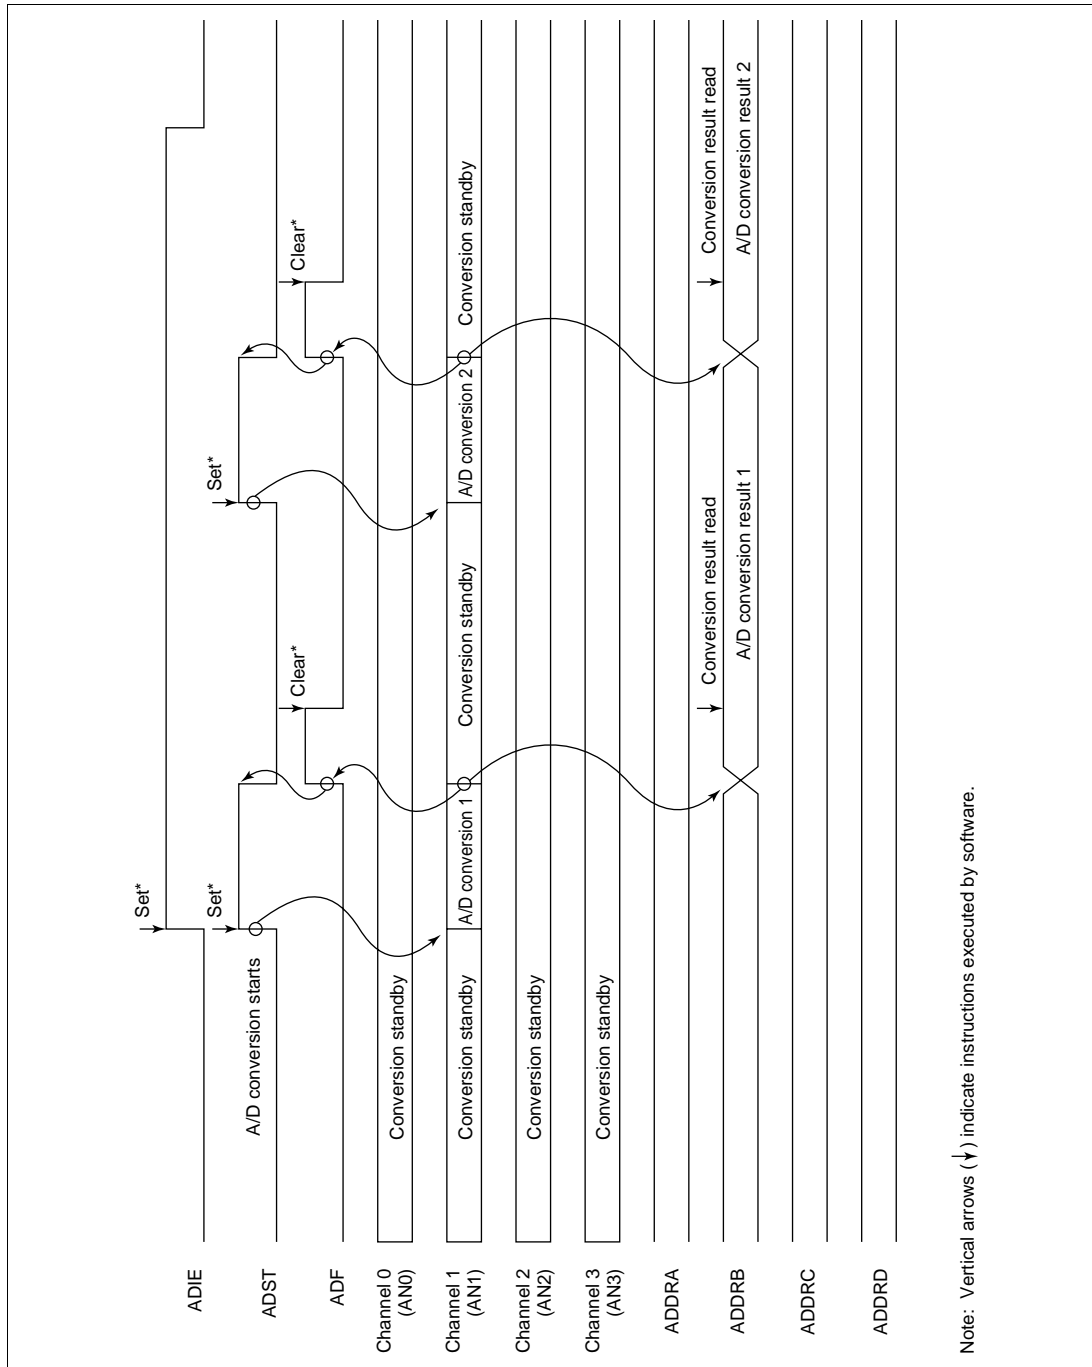 ADIE
Set*
ADST
A/D conversion starts
Set*
Set*
ADF
Clear*
Clear*
Channel 0
(AN0)
Conversion standby
Channel 1
(AN1)
Conversion standby
A/D conversion 1
Conversion standby
A/D conversion 2
Conversion standby
Channel 2
(AN2)
Conversion standby
Channel 3
(AN3)
Conversion standby
ADDRA
Conversion result read
Conversion result read
ADDRB
A/D conversion result 1
A/D conversion result 2
ADDRC
ADDRD
Note: Vertical arrows (↓) indicate instructions executed by software.